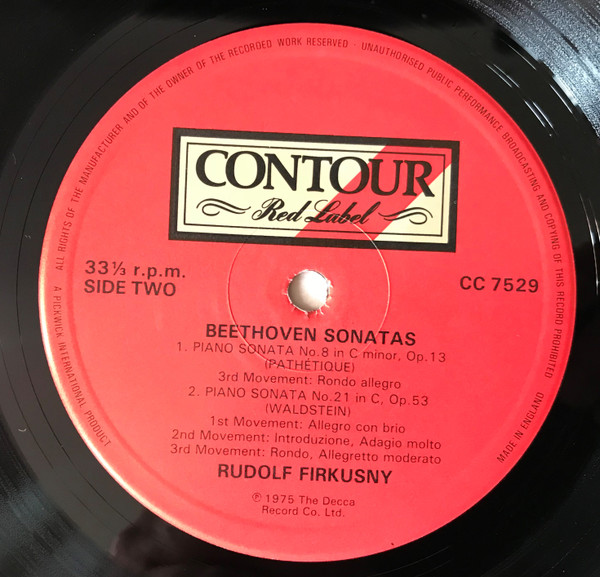 ALL RIGHTS OF THE MANUFACTURER AND OF THE OWNER OF THE RECORDED WORK RESERVED · UNAUTHORISED PUBLIC PERFORMANCE BROADCASTING AND COPYING OF THIS RECORD PROHIBITED
CONTOUR
Red Label
33⅓ r.p.m.
SIDE TWO
CC 7529
BEETHOVEN SONATAS
1. PIANO SONATA No.8 in C minor, Op.13
(PATHÉTIQUE)
3rd Movement: Rondo allegro
2. PIANO SONATA No.21 in C, Op.53
(WALDSTEIN)
1st Movement: Allegro con brio
2nd Movement: Introduzione, Adagio molto
3rd Movement: Rondo, Allegretto moderato
RUDOLF FIRKUSNY
℗ 1975 The Decca
Record Co. Ltd.
A PICKWICK INTERNATIONAL PRODUCT
MADE IN ENGLAND